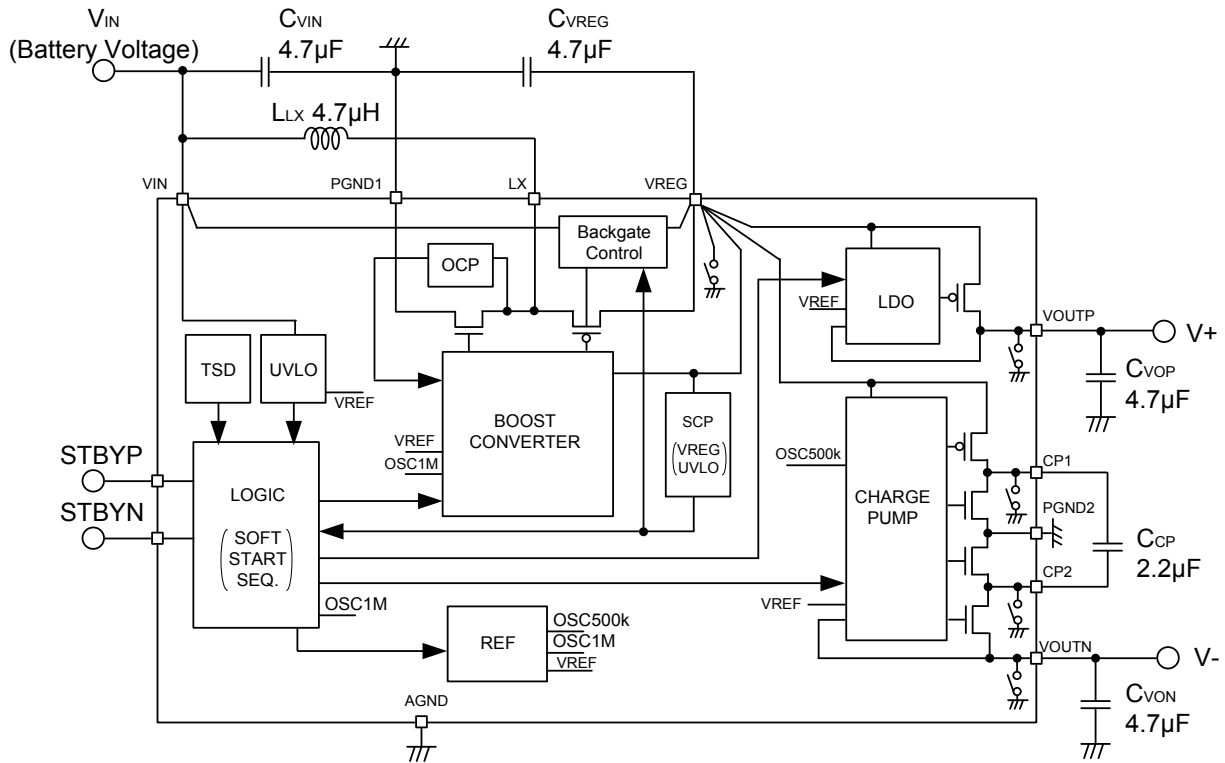 VIN
(Battery Voltage)
CVIN
4.7µF
CVREG
4.7µF
LLX 4.7µH
VIN
PGND1
LX
VREG
Backgate
Control
OCP
LDO
VREF
VOUTP
V+
CVOP
4.7µF
TSD
UVLO
VREF
BOOST
CONVERTER
VREF
OSC1M
SCP
(VREG
UVLO)
STBYP
STBYN
LOGIC
(SOFT
START
SEQ.)
OSC1M
OSC500k
CHARGE
PUMP
VREF
CP1
PGND2
CP2
CCP
2.2µF
REF
OSC500k
OSC1M
VREF
VOUTN
V-
CVON
4.7µF
AGND